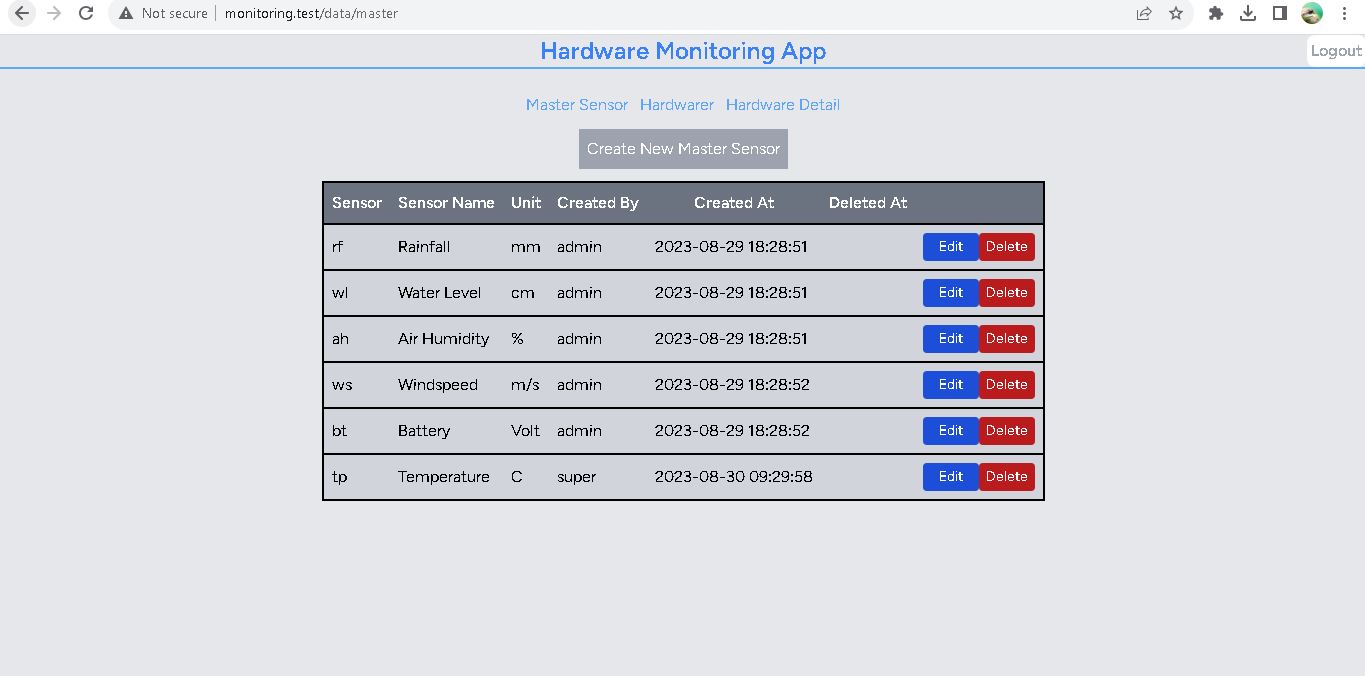 Not secure monitoring.test/data/master
Hardware Monitoring App Logout
Master Sensor Hardwarer Hardware Detail
Create New Master Sensor
Sensor Sensor Name Unit Created By Created At Deleted At
rf Rainfall mm admin 2023-08-29 18:28:51 Edit Delete
wl Water Level cm admin 2023-08-29 18:28:51 Edit Delete
ah Air Humidity % admin 2023-08-29 18:28:51 Edit Delete
ws Windspeed m/s admin 2023-08-29 18:28:52 Edit Delete
bt Battery Volt admin 2023-08-29 18:28:52 Edit Delete
tp Temperature C super 2023-08-30 09:29:58 Edit Delete